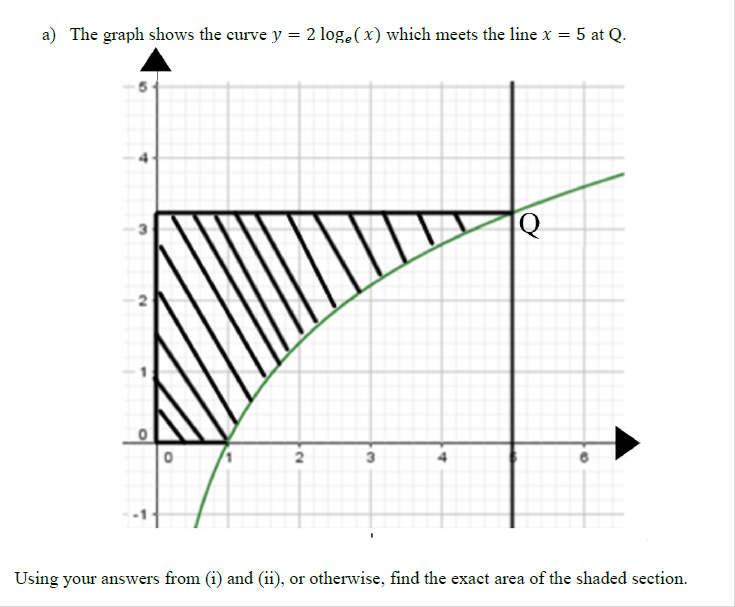 a) The graph shows the curve y = 2 logₑ( x) which meets the line x = 5 at Q.
5
4
3
Q
2
1
0
0 1 2 3 4 5 6
-1
Using your answers from (i) and (ii), or otherwise, find the exact area of the shaded section.